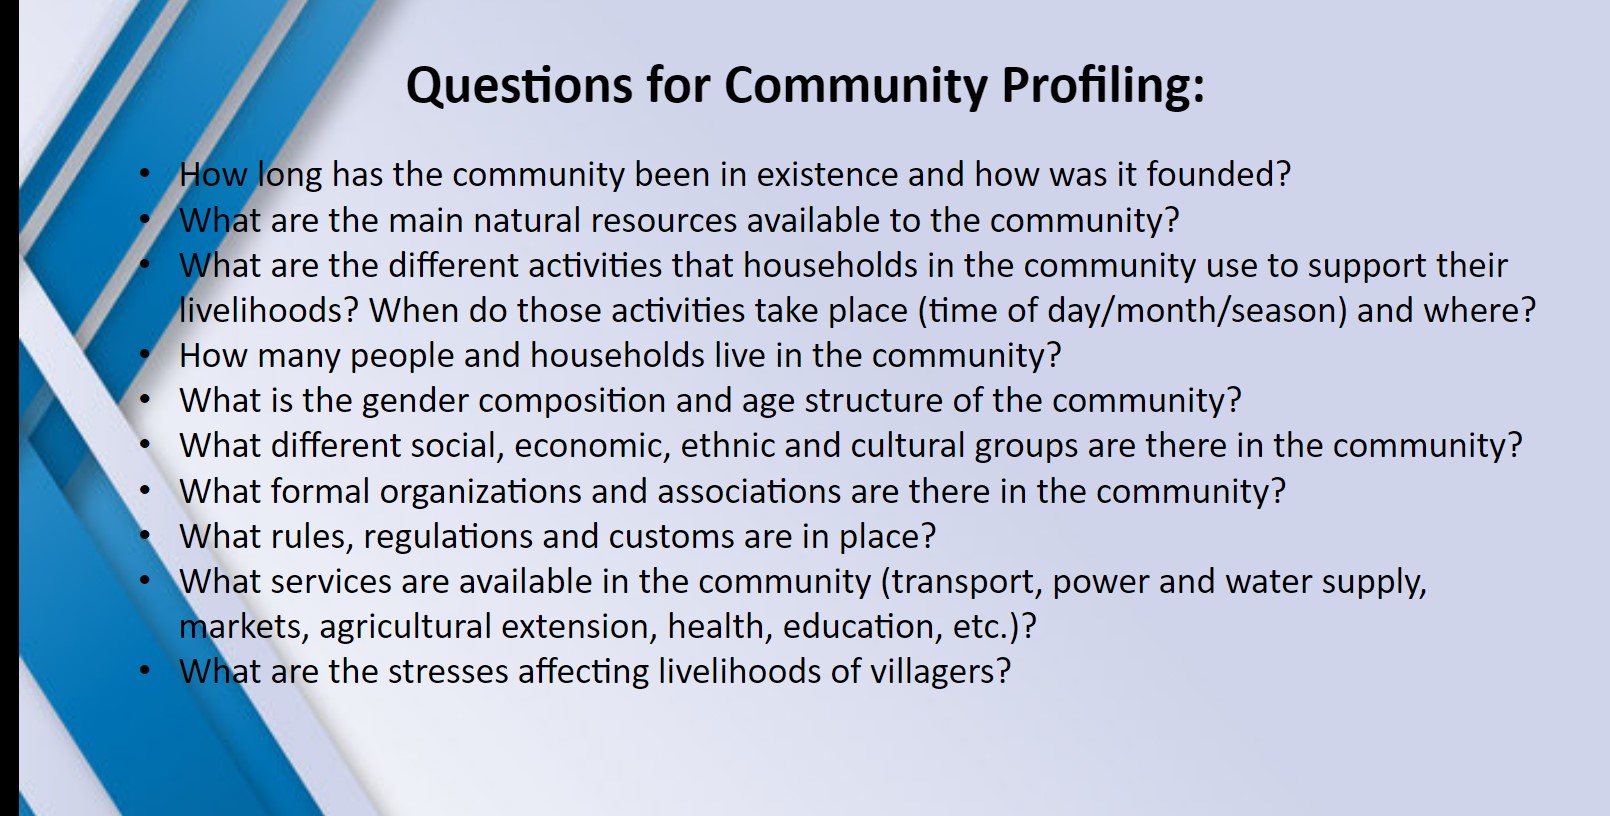 Questions for Community Profiling:
• How long has the community been in existence and how was it founded?
• What are the main natural resources available to the community?
• What are the different activities that households in the community use to support their
livelihoods? When do those activities take place (time of day/month/season) and where?
• How many people and households live in the community?
• What is the gender composition and age structure of the community?
• What different social, economic, ethnic and cultural groups are there in the community?
• What formal organizations and associations are there in the community?
• What rules, regulations and customs are in place?
• What services are available in the community (transport, power and water supply,
markets, agricultural extension, health, education, etc.)?
• What are the stresses affecting livelihoods of villagers?